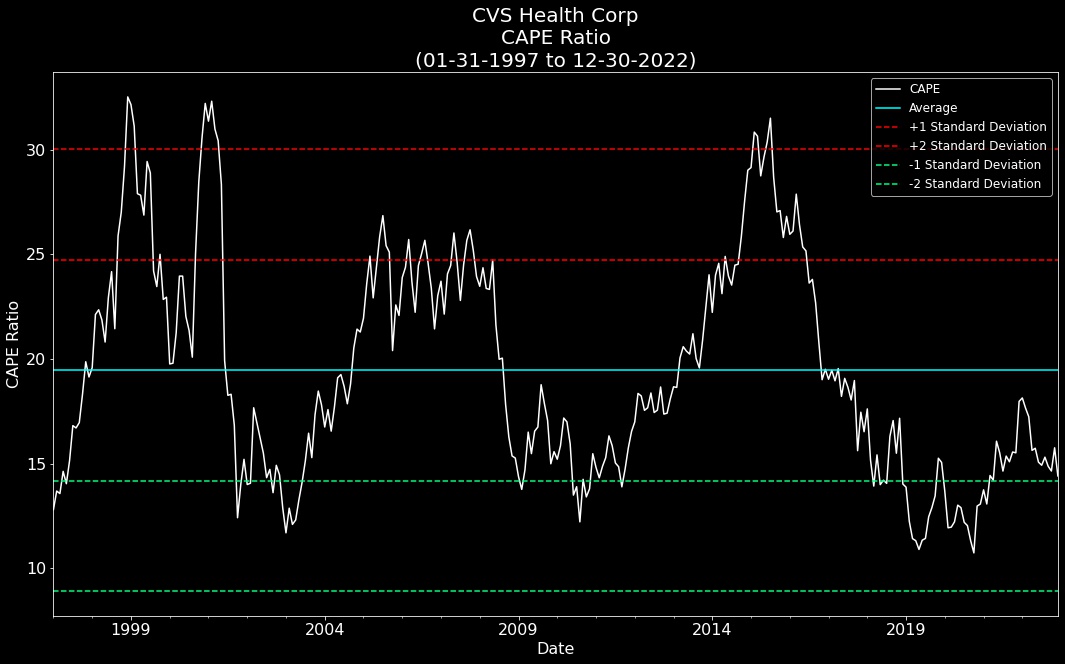 CVS Health Corp
CAPE Ratio
(01-31-1997 to 12-30-2022)
CAPE
Average
+1 Standard Deviation
+2 Standard Deviation
-1 Standard Deviation
-2 Standard Deviation
CAPE Ratio
30
25
20
15
10
1999
2004
2009
2014
2019
Date